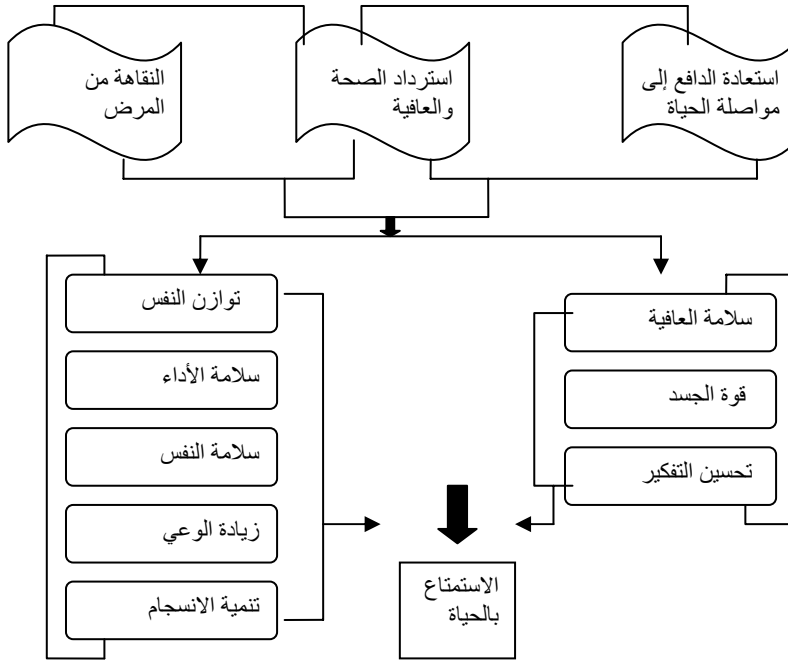 استعادة الدافع إلى
مواصلة الحياة
استرداد الصحة
والعافية
النقاهة من
المرض
سلامة العافية
قوة الجسد
تحسين التفكير
توازن النفس
سلامة الأداء
سلامة النفس
زيادة الوعي
تنمية الانسجام
الاستمتاع
بالحياة